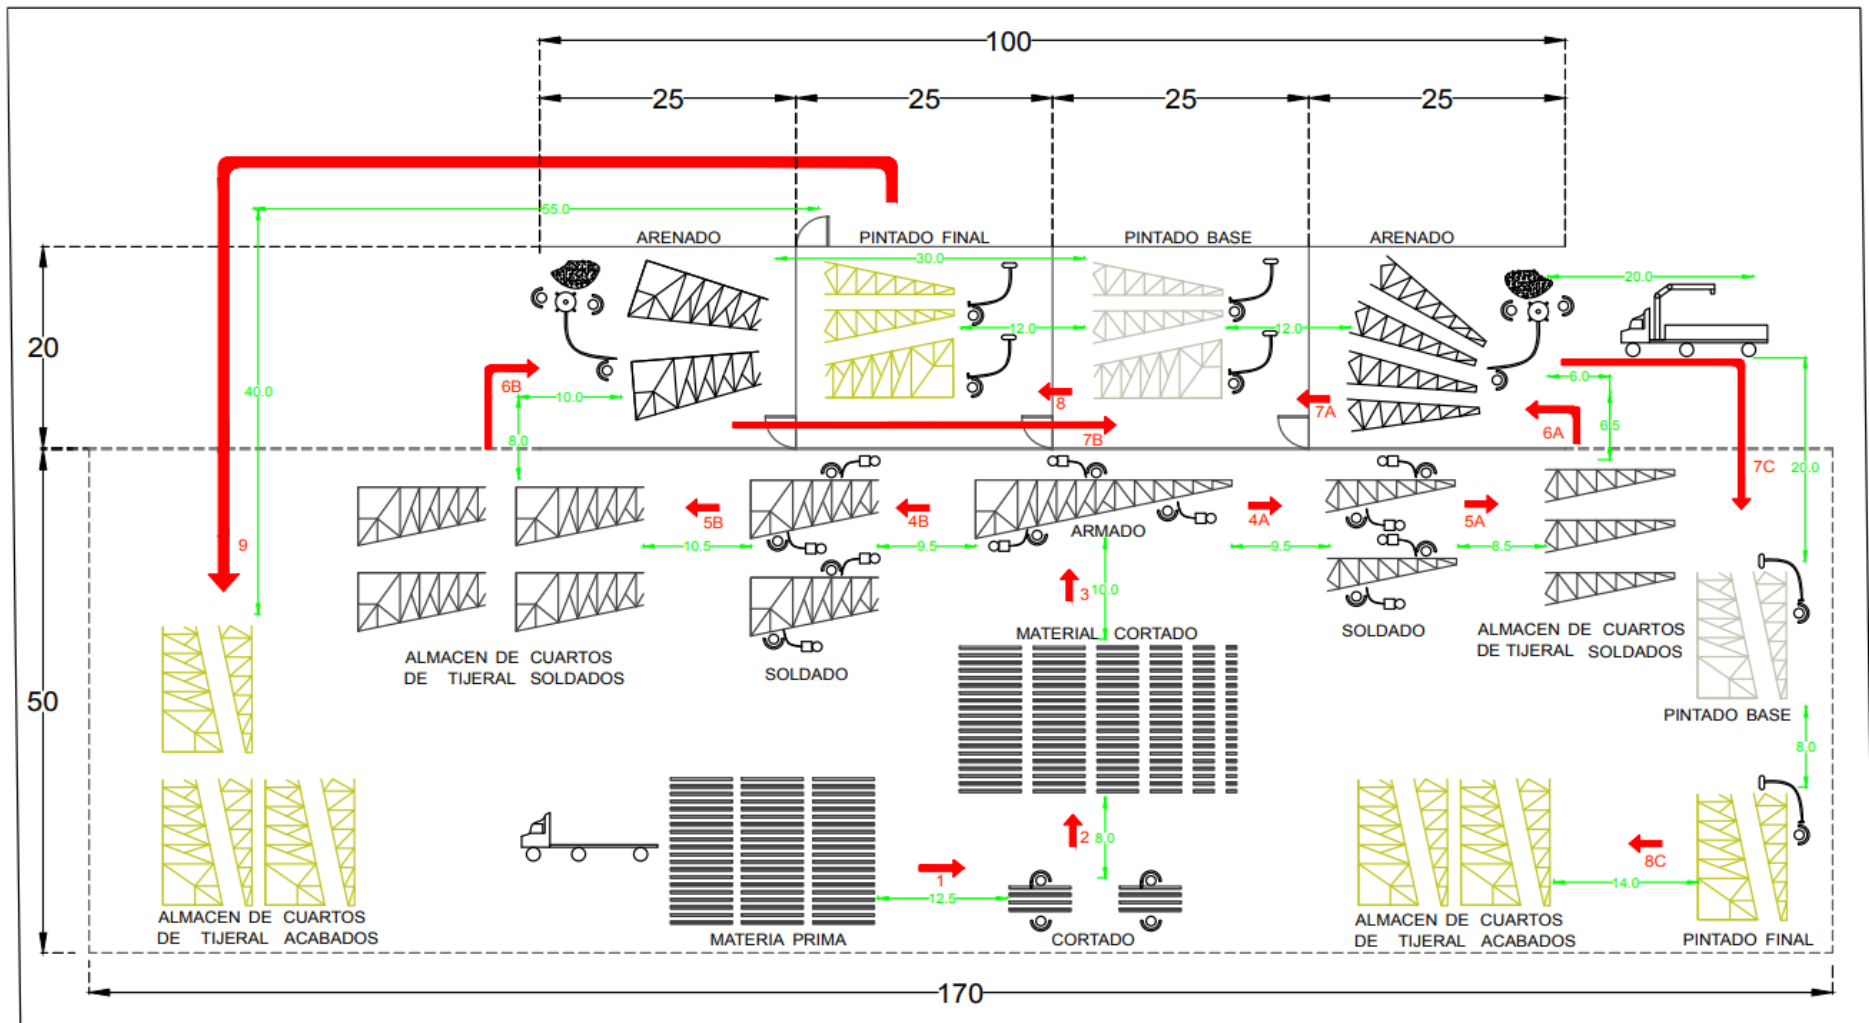 100
25
25
25
25
55.0
ARENADO
PINTADO FINAL
PINTADO BASE
ARENADO
30.0
20.0
12.0
12.0
20
40.0
6B
10.0
8
7A
6.0
6A
6.5
8.0
7B
7C
20.0
5B
4B
4A
5A
ARMADO
9
10.5
9.5
9.5
8.5
3
10.0
MATERIAL CORTADO
SOLDADO
ALMACEN DE CUARTOS
DE TIJERAL SOLDADOS
ALMACEN DE CUARTOS
DE TIJERAL SOLDADOS
SOLDADO
50
PINTADO BASE
8.0
2
8.0
1
12.5
8C
14.0
ALMACEN DE CUARTOS
DE TIJERAL ACABADOS
MATERIA PRIMA
CORTADO
ALMACEN DE CUARTOS
DE TIJERAL ACABADOS
PINTADO FINAL
170